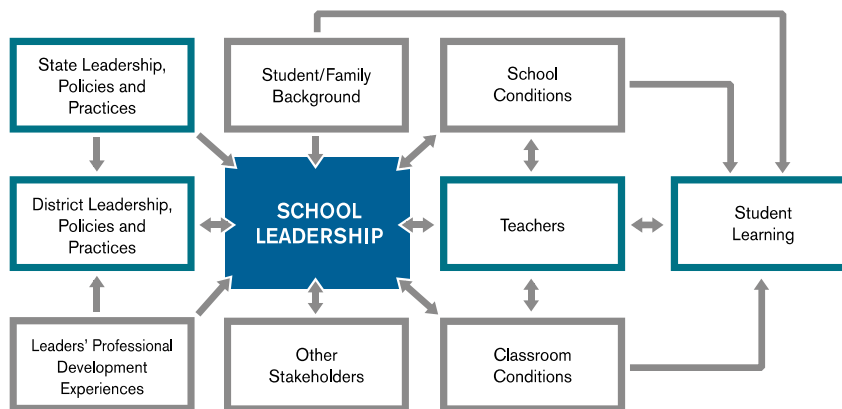 State Leadership,
Policies and
Practices
Student/Family
Background
School
Conditions
District Leadership,
Policies and
Practices
SCHOOL
LEADERSHIP
Teachers
Student
Learning
Leaders' Professional
Development
Experiences
Other
Stakeholders
Classroom
Conditions